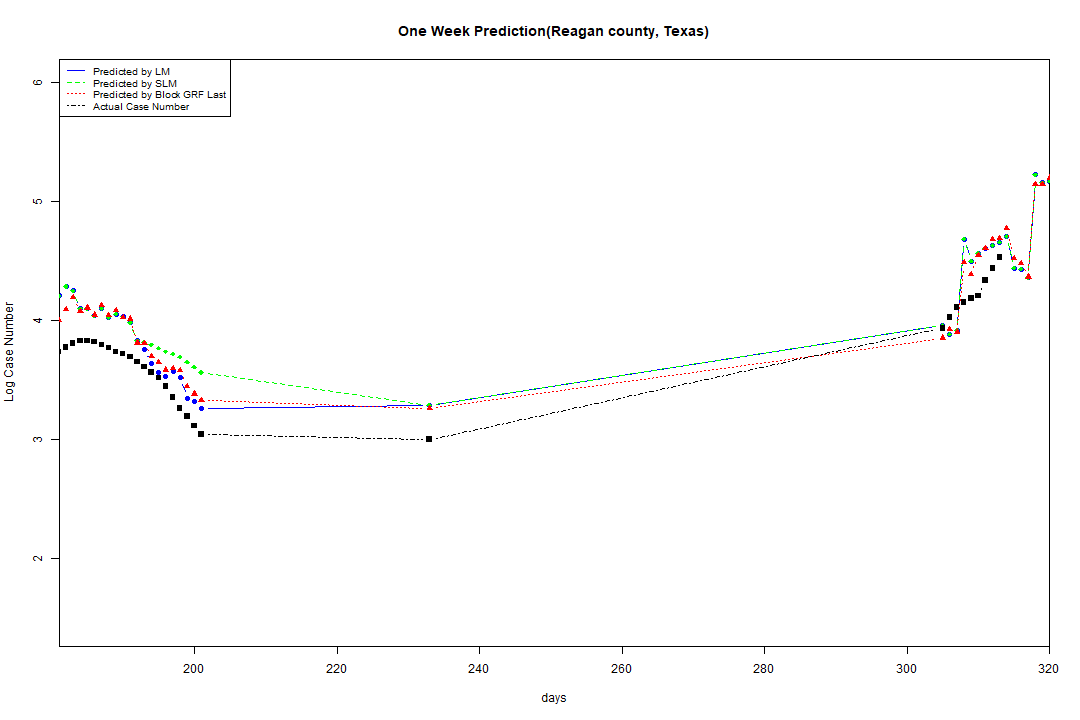 One Week Prediction(Reagan county, Texas)
Predicted by LM
Predicted by SLM
Predicted by Block GRF Last
Actual Case Number
6
5
4
3
2
Log Case Number
200
220
240
260
280
300
320
days